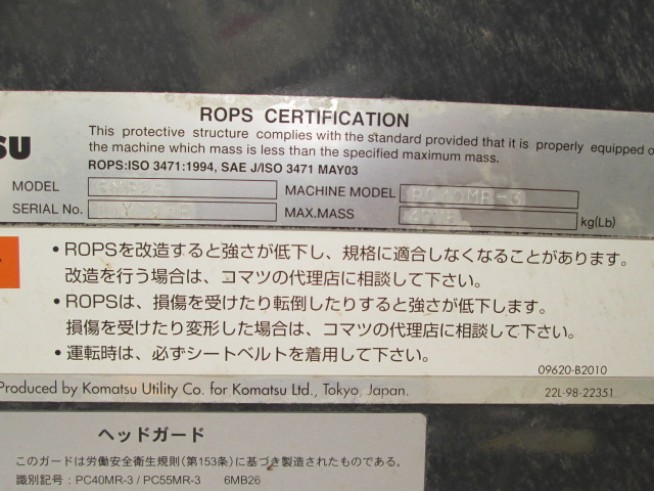 ROPS CERTIFICATION
This protective structure complies with the standard provided that it is properly equipped o
SU
the machine which mass is less than the specified maximum mass.
ROPS:ISO 3471:1994, SAE J/ISO 3471 MAY03
MODEL MACHINE MODEL PC40MR-3
SERIAL No. MAX.MASS kg(Lb)
• ROPSを改造すると強さが低下し、規格に適合しなくなることがあります。
改造を行う場合は、コマツの代理店に相談して下さい。
• ROPSは、損傷を受けたり転倒したりすると強さが低下します。
損傷を受けたり変形した場合は、コマツの代理店に相談して下さい。
• 運転時は、必ずシートベルトを着用して下さい。
09620-B2010
Produced by Komatsu Utility Co. for Komatsu Ltd., Tokyo, Japan.
22L-98-22351
ヘッドガード
このガードは労働安全衛生規則(第153条)に基づき製造されたものである。
識別記号:PC40MR-3 / PC55MR-3 6MB26